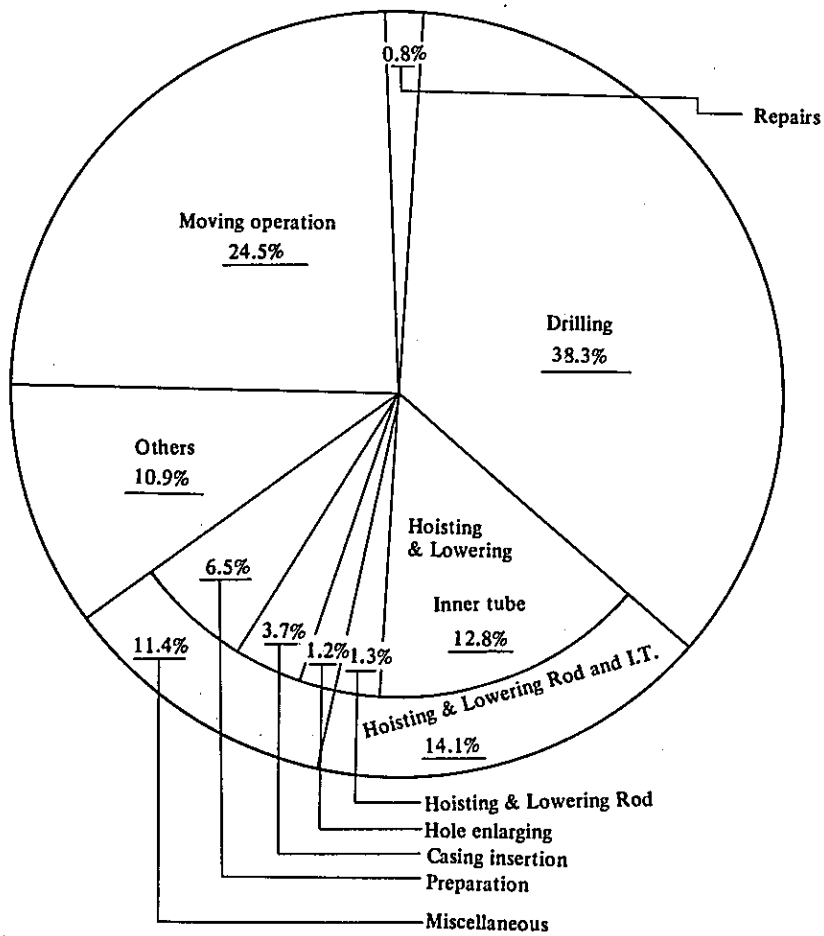 0.8%
Repairs
Moving operation
24.5%
Drilling
38.3%
Others
10.9%
Hoisting
& Lowering
Inner tube
12.8%
6.5%
3.7%
1.2%
1.3%
11.4%
Hoisting & Lowering Rod and I.T.
14.1%
Hoisting & Lowering Rod
Hole enlarging
Casing insertion
Preparation
Miscellaneous